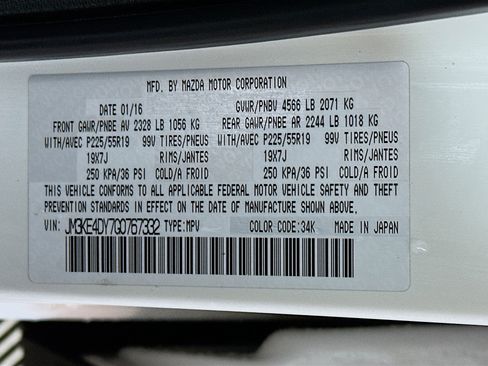 MFD. BY MAZDA MOTOR CORPORATION
DATE 01/16 GVWR/PNBV 4566 LB 2071 KG
FRONT GAWR/PNBE AV 2328 LB 1056 KG REAR GAWR/PNBE AR 2244 LB 1018 KG
WITH/AVEC P225/55R19 99V TIRES/PNEUS WITH/AVEC P225/55R19 99V TIRES/PNEUS
19X7J RIMS/JANTES 19X7J RIMS/JANTES
250 KPA/36 PSI COLD/A FROID 250 KPA/36 PSI COLD/A FROID
THIS VEHICLE CONFORMS TO ALL APPLICABLE FEDERAL MOTOR VEHICLE SAFETY AND THEFT
PREVENTION STANDARDS IN EFFECT ON THE DATE OF MANUFACTURE SHOWN ABOVE.
VIN: JM3KE4DY7G0767332 TYPE:MPV COLOR CODE:34K MADE IN JAPAN